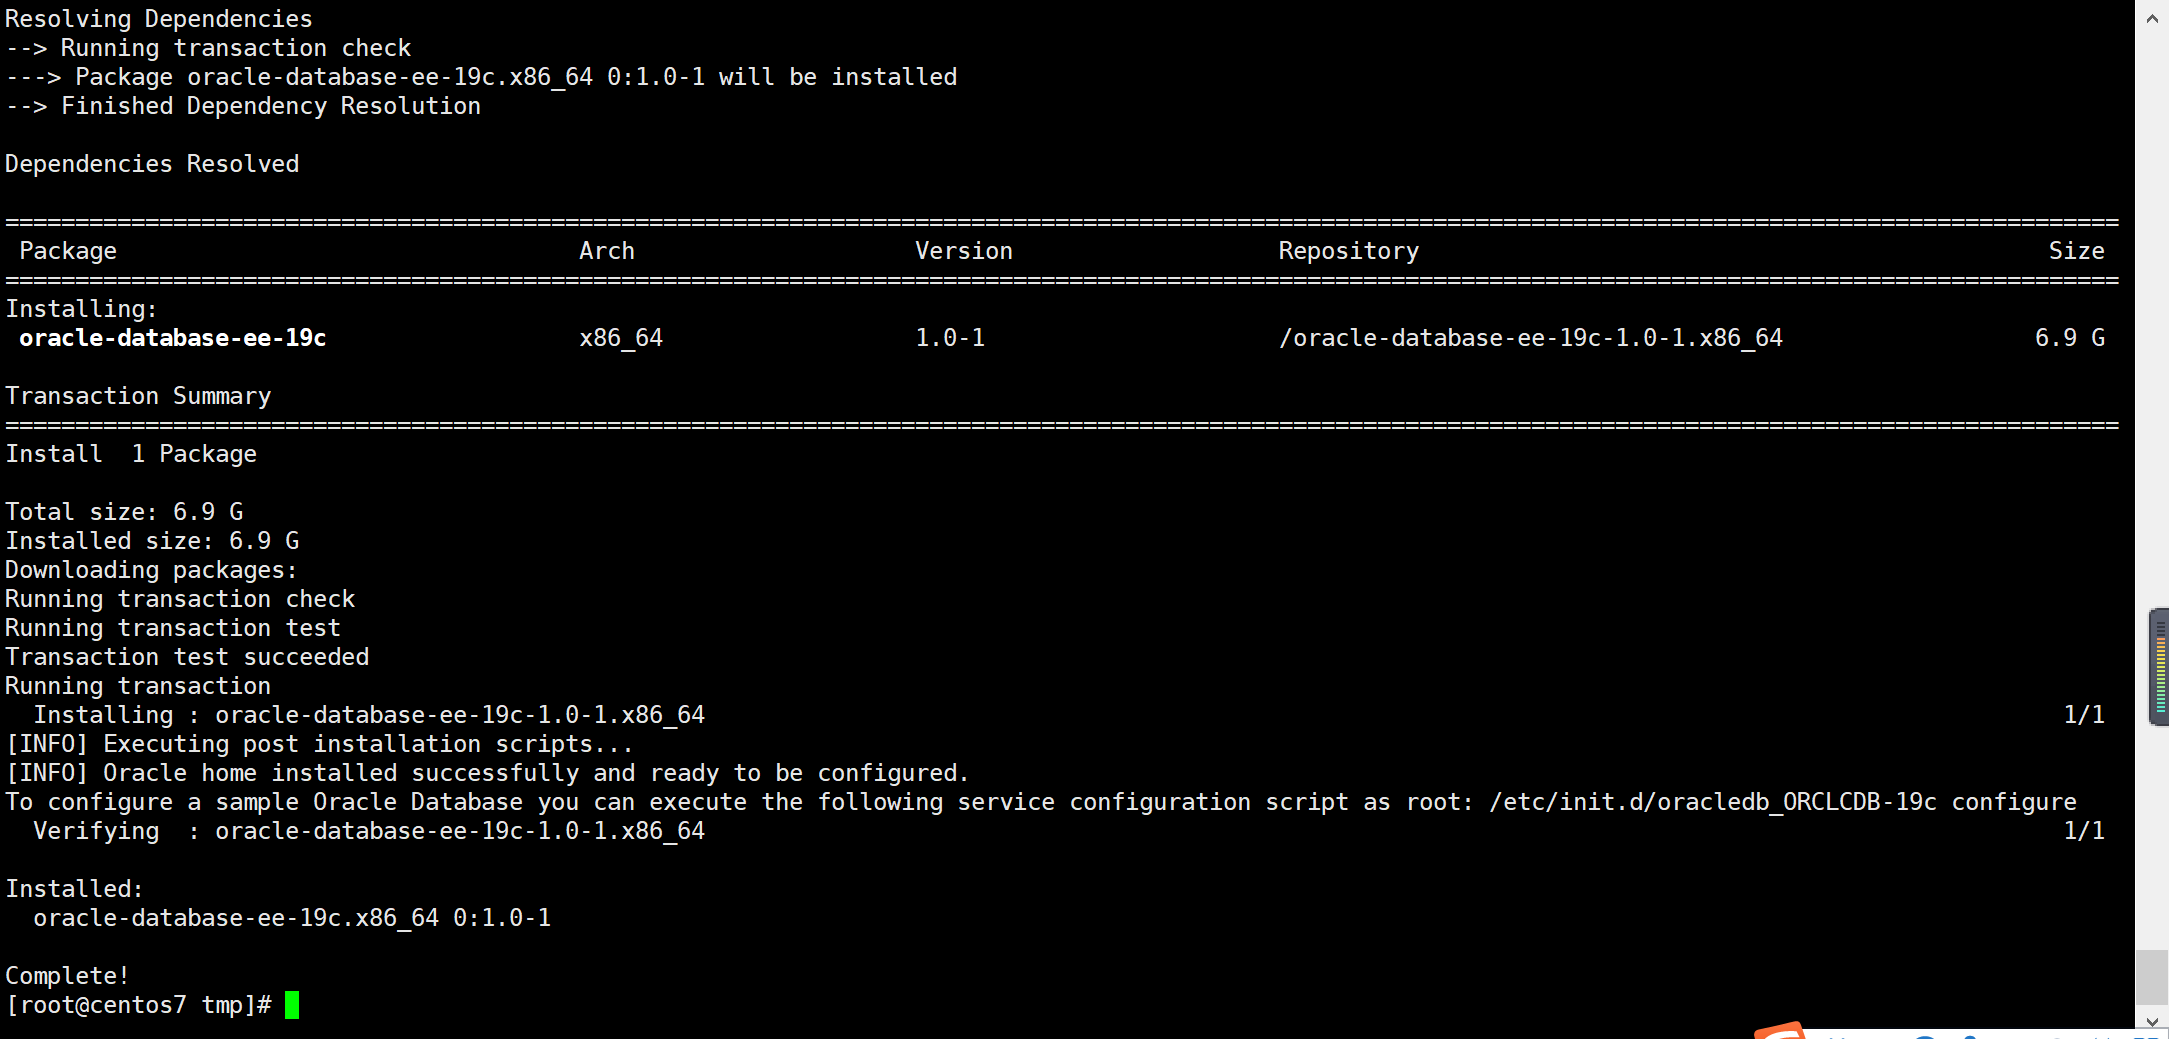 Resolving Dependencies
--> Running transaction check
---> Package oracle-database-ee-19c.x86_64 0:1.0-1 will be installed
--> Finished Dependency Resolution
Dependencies Resolved
=======================================================================================================================================================
Package Arch Version Repository Size
=======================================================================================================================================================
Installing:
oracle-database-ee-19c x86_64 1.0-1 /oracle-database-ee-19c-1.0-1.x86_64 6.9 G
Transaction Summary
=======================================================================================================================================================
Install  1 Package
Total size: 6.9 G
Installed size: 6.9 G
Downloading packages:
Running transaction check
Running transaction test
Transaction test succeeded
Running transaction
Installing : oracle-database-ee-19c-1.0-1.x86_64 1/1
[INFO] Executing post installation scripts...
[INFO] Oracle home installed successfully and ready to be configured.
To configure a sample Oracle Database you can execute the following service configuration script as root: /etc/init.d/oracledb_ORCLCDB-19c configure
Verifying  : oracle-database-ee-19c-1.0-1.x86_64 1/1
Installed:
oracle-database-ee-19c.x86_64 0:1.0-1
Complete!
[root@centos7 tmp]#